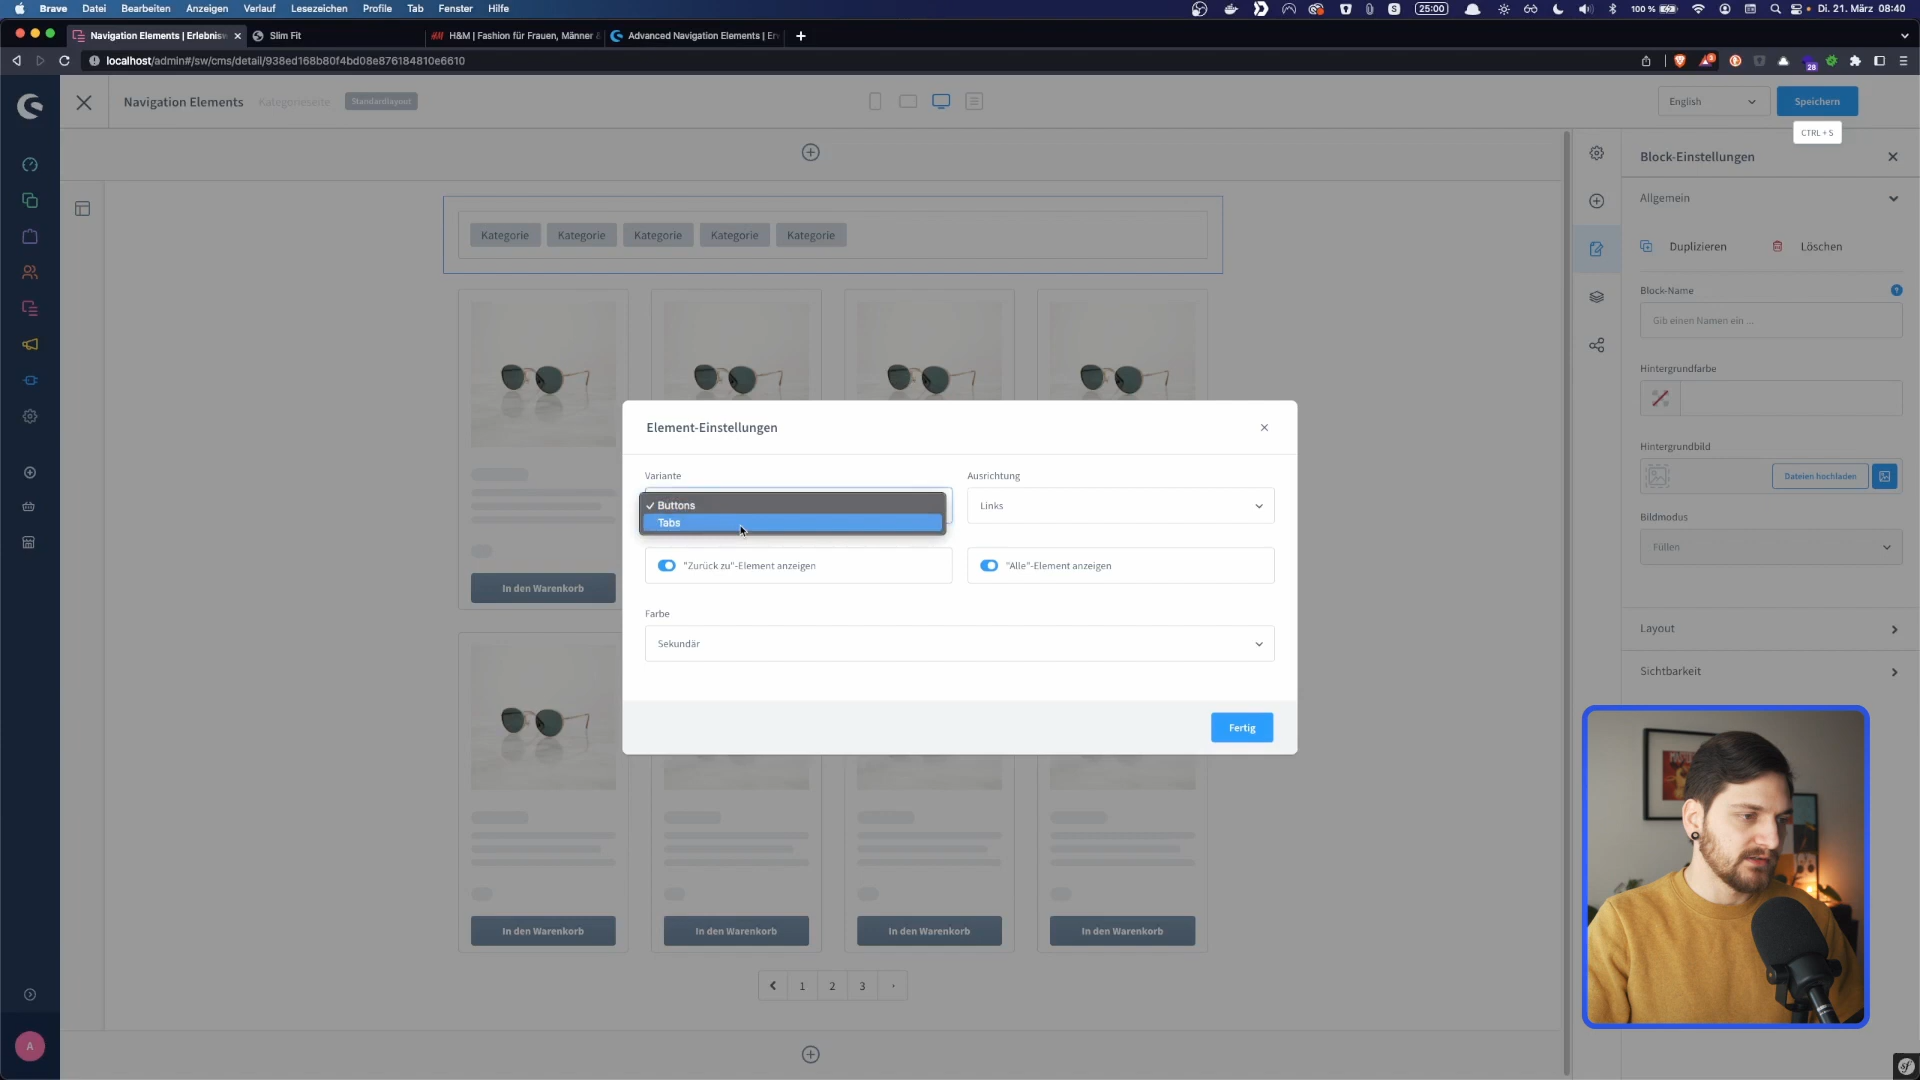 Brave Datei Bearbeiten Anzeigen Verlauf Lesezeichen Profile Tab Fenster Hilfe
25:00 100 % Di. 21. März 08:40
Navigation Elements | Erlebnisw
Slim Fit
H&M | Fashion für Frauen, Männer
Advanced Navigation Elements | Er
localhost/admin#/sw/cms/detail/938ed168b80f4bd08e876184810e6610
28
Navigation Elements Kategorieseite Standardlayout
English
Speichern
CTRL + S
Block-Einstellungen
Allgemein
Duplizieren
Löschen
Block-Name
Gib einen Namen ein ...
Hintergrundfarbe
Hintergrundbild
Dateien hochladen
Bildmodus
Füllen
Layout
Sichtbarkeit
Kategorie Kategorie Kategorie Kategorie Kategorie
Element-Einstellungen
Variante
Ausrichtung
Buttons
Tabs
Links
"Zurück zu"-Element anzeigen
"Alle"-Element anzeigen
Farbe
Sekundär
Fertig
In den Warenkorb
In den Warenkorb In den Warenkorb In den Warenkorb In den Warenkorb
1 2 3
A